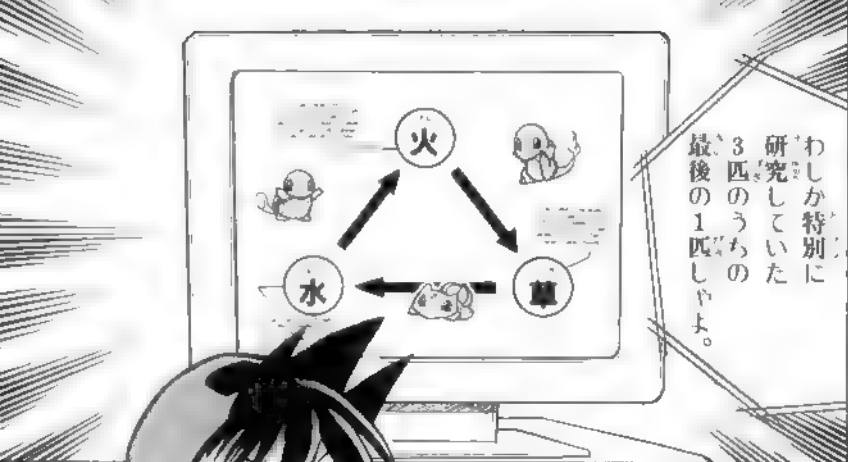 わしが特別に
研究していた
3匹のうちの
最後の1匹じゃよ。
火
水
草